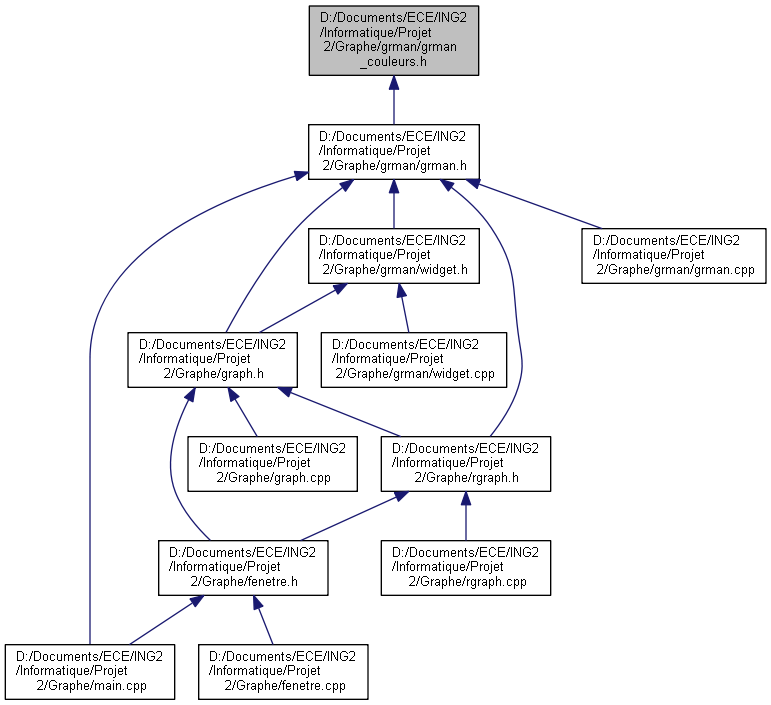 D:/Documents/ECE/ING2
/Informatique/Projet
2/Graphe/grman/grman
_couleurs.h
D:/Documents/ECE/ING2
/Informatique/Projet
2/Graphe/grman/grman.h
D:/Documents/ECE/ING2
/Informatique/Projet
2/Graphe/grman/widget.h
D:/Documents/ECE/ING2
/Informatique/Projet
2/Graphe/grman/grman.cpp
D:/Documents/ECE/ING2
/Informatique/Projet
2/Graphe/graph.h
D:/Documents/ECE/ING2
/Informatique/Projet
2/Graphe/grman/widget.cpp
D:/Documents/ECE/ING2
/Informatique/Projet
2/Graphe/graph.cpp
D:/Documents/ECE/ING2
/Informatique/Projet
2/Graphe/rgraph.h
D:/Documents/ECE/ING2
/Informatique/Projet
2/Graphe/fenetre.h
D:/Documents/ECE/ING2
/Informatique/Projet
2/Graphe/rgraph.cpp
D:/Documents/ECE/ING2
/Informatique/Projet
2/Graphe/main.cpp
D:/Documents/ECE/ING2
/Informatique/Projet
2/Graphe/fenetre.cpp